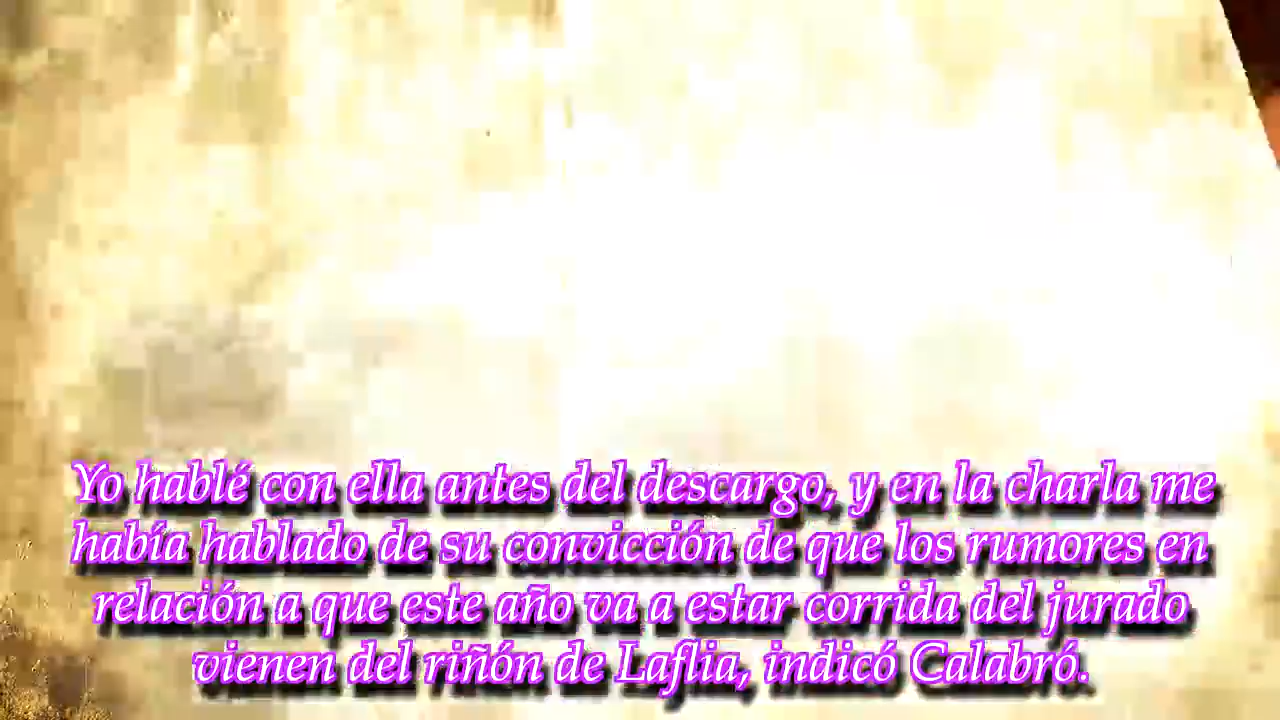 Yo hablé con ella antes del descargo, y en la charla me
había hablado de su convicción de que los rumores en
relación a que este año va a estar corrida del jurado
vienen del riñón de Laflia, indicó Calabró.